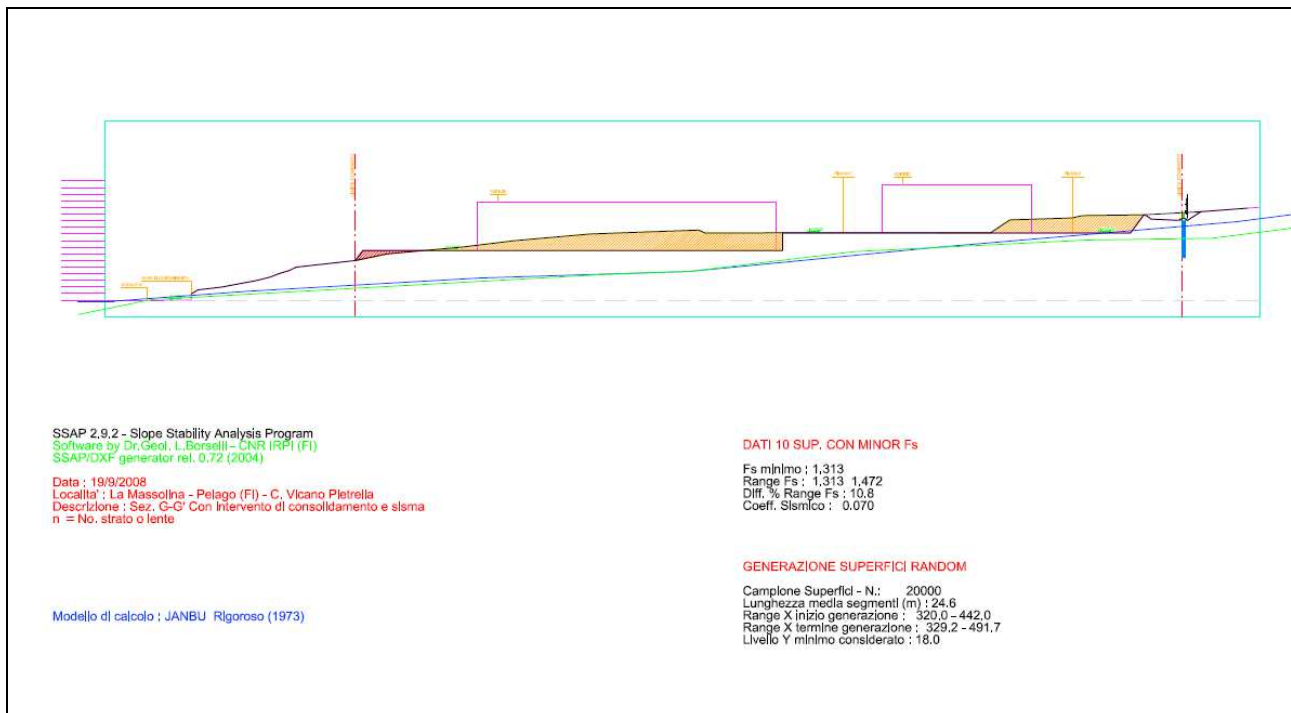 SSAP 2.9.2 - Slope Stability Analysis Program
Software by Dr.Geol. L.Borselli - CNR IRPI (FI)
SSAP/DXF generator rel. 0.72 (2004)
Data : 19/9/2008
Localita' : La Massolina - Pelago (FI) - C. Vicano Pietrella
Descrizione : Sez. G-G' Con intervento di consolidamento e sisma
n = No. strato o lente
Modello di calcolo : JANBU Rigoroso (1973)
DATI 10 SUP. CON MINOR Fs
Fs minimo : 1,313
Range Fs : 1,313 1,472
Diff. % Range Fs : 10.8
Coeff. Sismico : 0.070
GENERAZIONE SUPERFICI RANDOM
Campione Superfici - N.: 20000
Lunghezza media segmenti (m) : 24.6
Range X inizio generazione : 320,0 - 442,0
Range X termine generazione : 329,2 - 491,7
Livello Y minimo considerato : 18.0